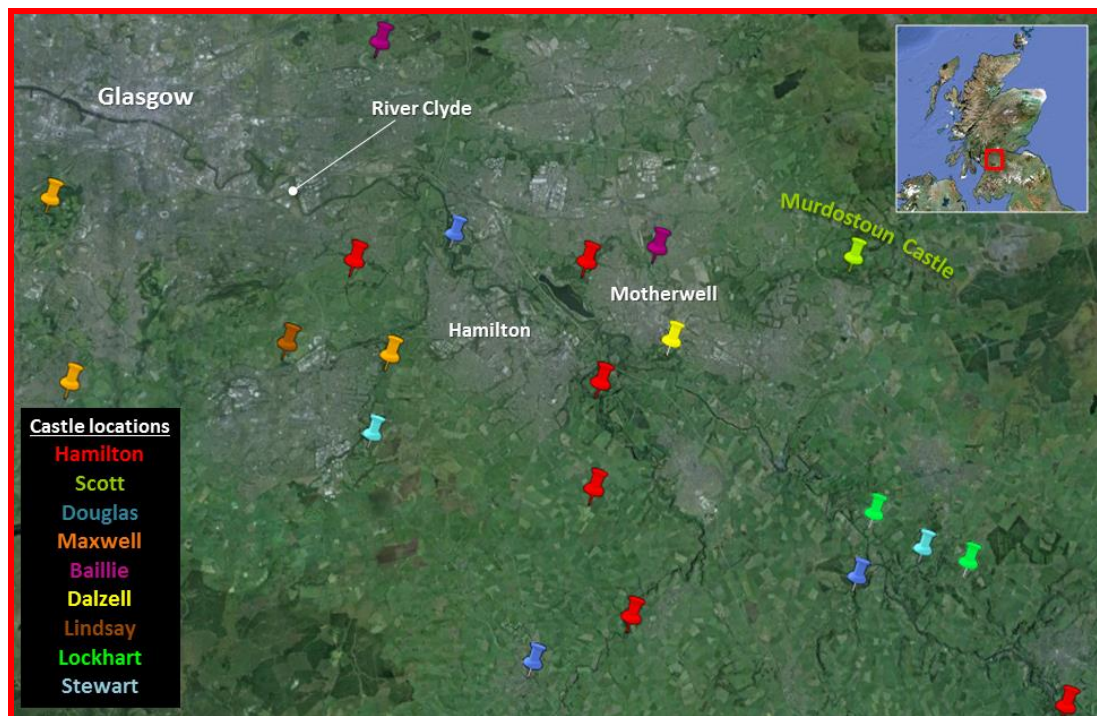 Glasgow
River Clyde
Murdostoun Castle
Motherwell
Hamilton
Castle locations
Hamilton
Scott
Douglas
Maxwell
Baillie
Dalzell
Lindsay
Lockhart
Stewart